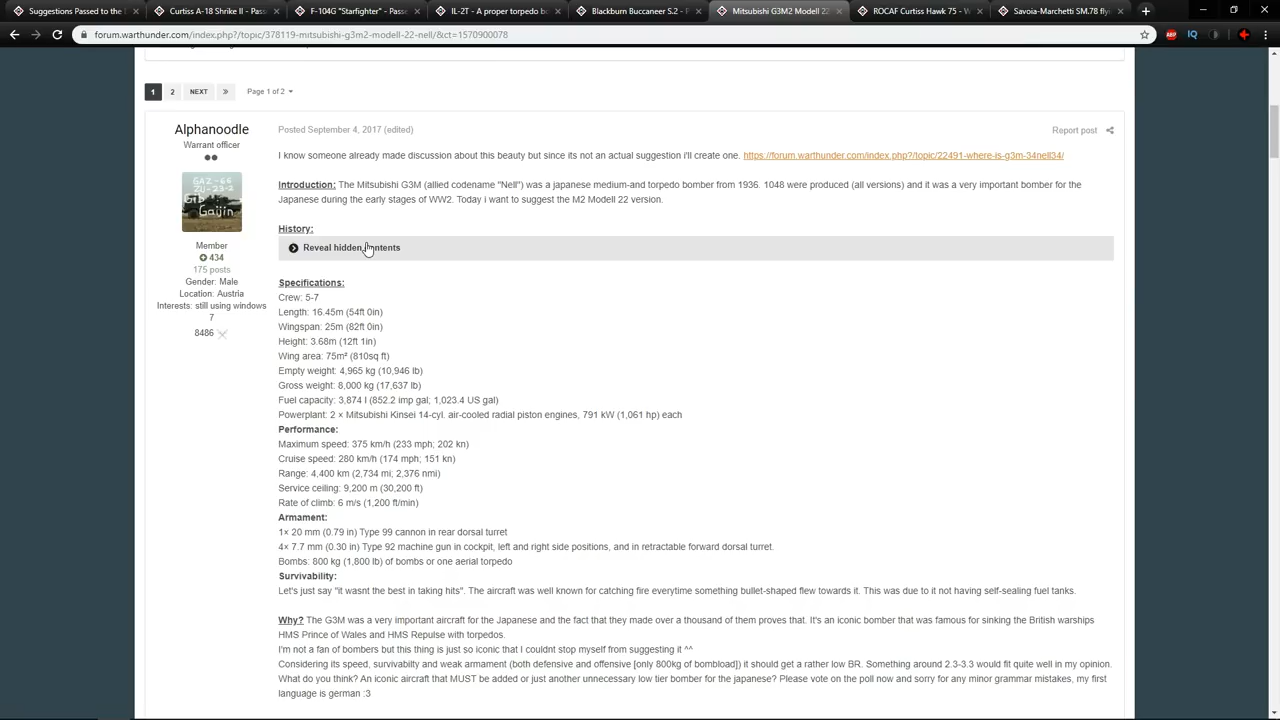 Suggestions Passed to
Curtiss A-18 Shrike II - Su
F-104G "Starfighter" - Pass
IL-2T - A proper torpedo b
Blackburn Buccaneer S.2 - P
Mitsubishi G3M2 Modell 22
ROCAF Curtiss Hawk 75 - W
Savoia-Marchetti SM.78 flyi
forum.warthunder.com/index.php?/topic/378119-mitsubishi-g3m2-modell-22-nell/&ct=1570900078
1 2 NEXT » Page 1 of 2
Alphanoodle
Warrant officer
GAZ-66
ZU-23-2
Gaijin
Member
434
175 posts
Gender: Male
Location: Austria
Interests: still using windows
7
8486
Posted September 4, 2017 (edited)
Report post
I know someone already made discussion about this beauty but since its not an actual suggestion i'll create one. https://forum.warthunder.com/index.php?/topic/22491-where-is-g3m-34nell34/
Introduction: The Mitsubishi G3M (allied codename "Nell") was a japanese medium-and torpedo bomber from 1936. 1048 were produced (all versions) and it was a very important bomber for the
Japanese during the early stages of WW2. Today i want to suggest the M2 Modell 22 version.
History:
Reveal hidden contents
Specifications:
Crew: 5-7
Length: 16.45m (54ft 0in)
Wingspan: 25m (82ft 0in)
Height: 3.68m (12ft 1in)
Wing area: 75m² (810sq ft)
Empty weight: 4,965 kg (10,946 lb)
Gross weight: 8,000 kg (17,637 lb)
Fuel capacity: 3,874 l (852.2 imp gal; 1,023.4 US gal)
Powerplant: 2 × Mitsubishi Kinsei 14-cyl. air-cooled radial piston engines, 791 kW (1,061 hp) each
Performance:
Maximum speed: 375 km/h (233 mph; 202 kn)
Cruise speed: 280 km/h (174 mph; 151 kn)
Range: 4,400 km (2,734 mi; 2,376 nmi)
Service ceiling: 9,200 m (30,200 ft)
Rate of climb: 6 m/s (1,200 ft/min)
Armament:
1× 20 mm (0.79 in) Type 99 cannon in rear dorsal turret
4× 7.7 mm (0.30 in) Type 92 machine gun in cockpit, left and right side positions, and in retractable forward dorsal turret.
Bombs: 800 kg (1,800 lb) of bombs or one aerial torpedo
Survivability:
Let's just say "it wasnt the best in taking hits". The aircraft was well known for catching fire everytime something bullet-shaped flew towards it. This was due to it not having self-sealing fuel tanks.
Why? The G3M was a very important aircraft for the Japanese and the fact that they made over a thousand of them proves that. It's an iconic bomber that was famous for sinking the British warships
HMS Prince of Wales and HMS Repulse with torpedos.
I'm not a fan of bombers but this thing is just so iconic that I couldnt stop myself from suggesting it ^^
Considering its speed, survivabilty and weak armament (both defensive and offensive [only 800kg of bombload]) it should get a rather low BR. Something around 2.3-3.3 would fit quite well in my opinion.
What do you think? An iconic aircraft that MUST be added or just another unnecessary low tier bomber for the japanese? Please vote on the poll now and sorry for any minor grammar mistakes, my first
language is german :3